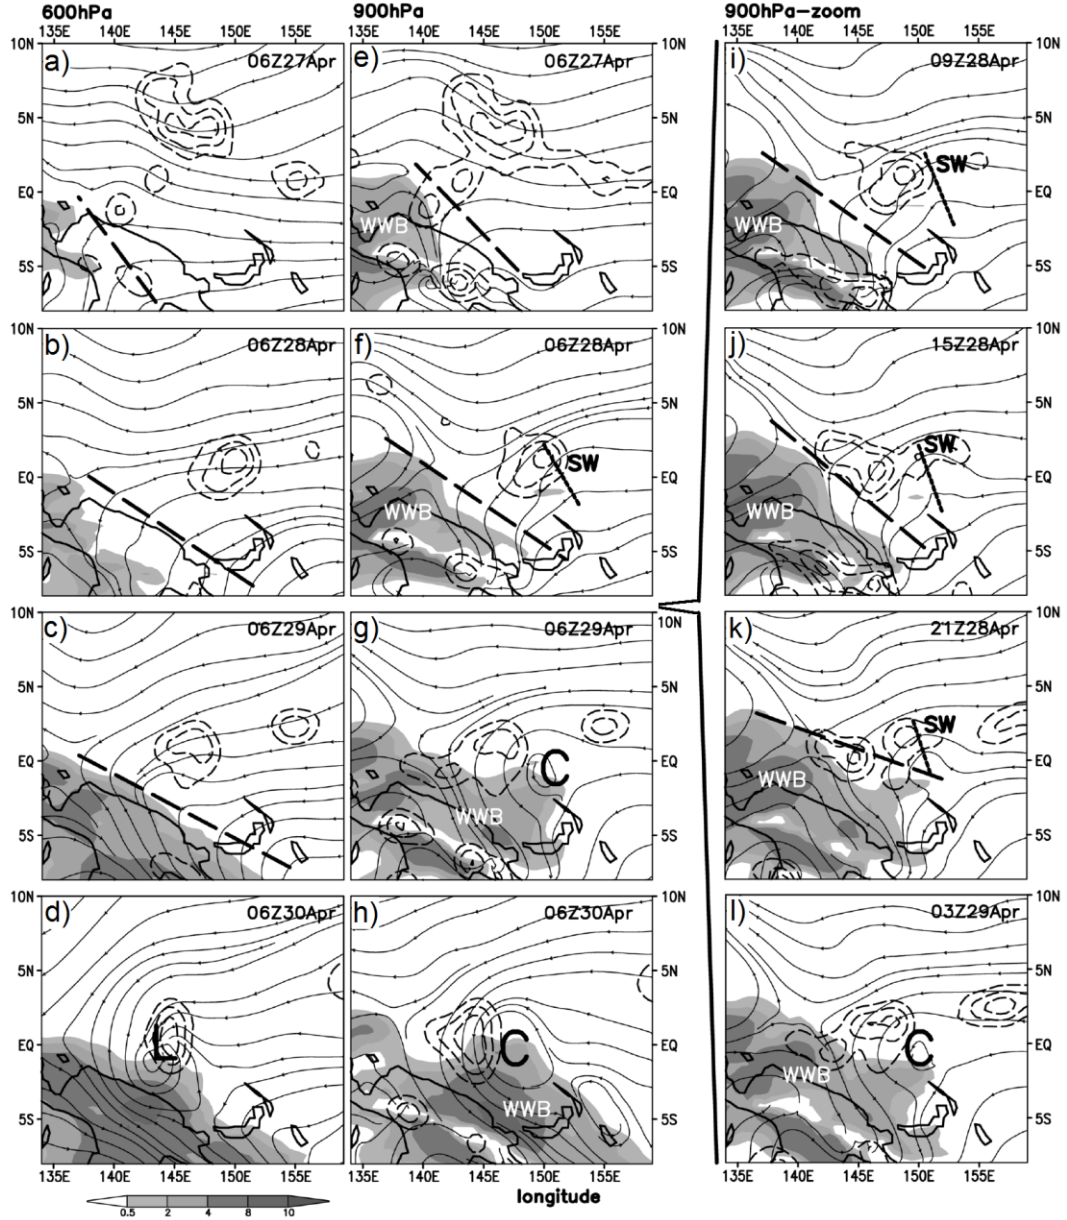 600hPa
900hPa
900hPa-zoom
135E 140E 145E 150E 155E
135E 140E 145E 150E 155E
135E 140E 145E 150E 155E
10N
10N
10N
a) 06Z27Apr
e) 06Z27Apr
i) 09Z28Apr
5N
5N
5N
SW
EQ
EQ
EQ
WWB
WWB
5S
5S
5S
10N
10N
10N
b) 06Z28Apr
f) 06Z28Apr
j) 15Z28Apr
5N
5N
5N
SW
SW
EQ
EQ
EQ
WWB
WWB
5S
5S
5S
10N
10N
10N
c) 06Z29Apr
g) 06Z29Apr
k) 21Z28Apr
5N
5N
5N
SW
EQ
EQ
EQ
C
WWB
WWB
5S
5S
5S
10N
10N
10N
d) 06Z30Apr
h) 06Z30Apr
l) 03Z29Apr
5N
5N
5N
L
C
C
EQ
EQ
EQ
WWB
WWB
5S
5S
5S
135E 140E 145E 150E 155E
135E 140E 145E 150E 155E
135E 140E 145E 150E 155E
longitude
0.5 2 4 8 10